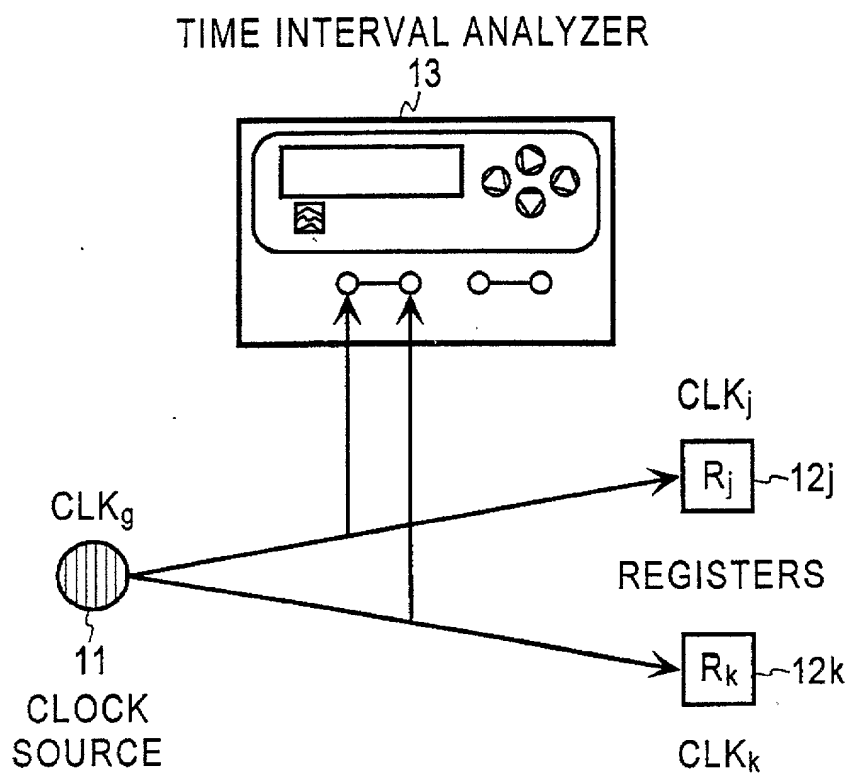 TIME INTERVAL ANALYZER
13
CLKj
Rj
12j
CLKg
REGISTERS
11
Rk
12k
CLOCK
SOURCE
CLKk